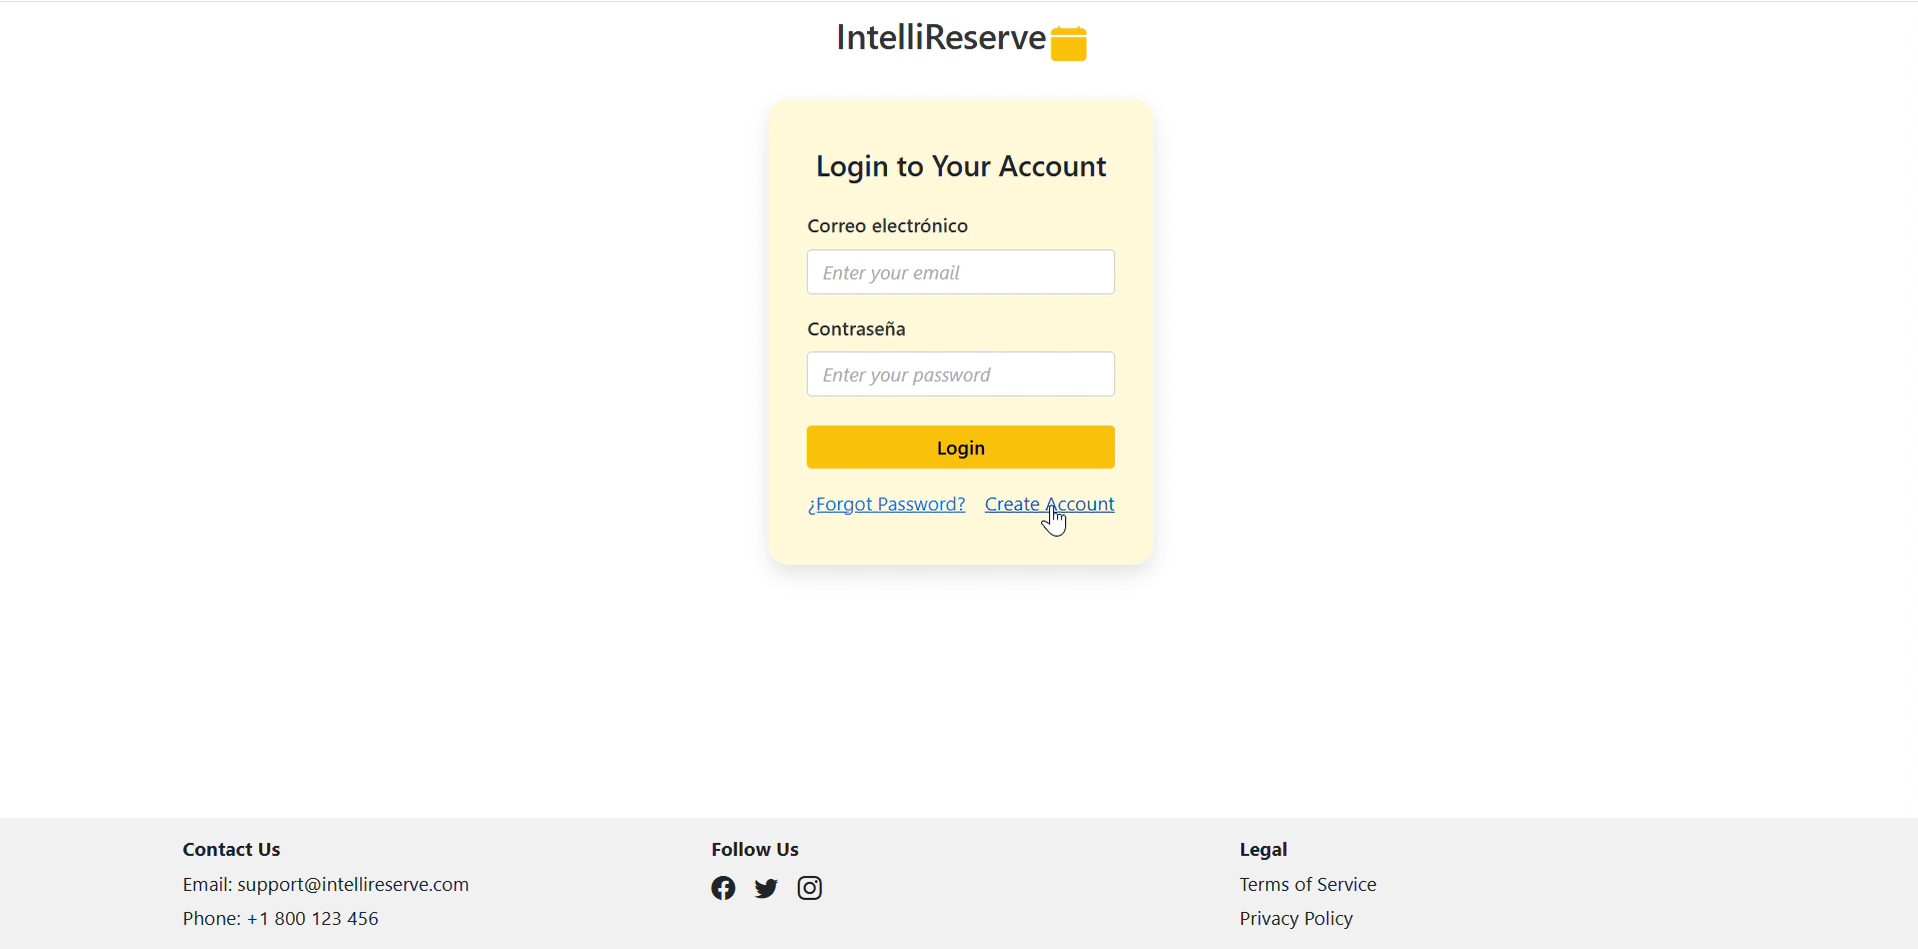 IntelliReserve
Login to Your Account
Correo electrónico
Enter your email
Contraseña
Enter your password
Login
¿Forgot Password? Create Account
Contact Us
Email: support@intellireserve.com
Phone: +1 800 123 456
Follow Us
Legal
Terms of Service
Privacy Policy